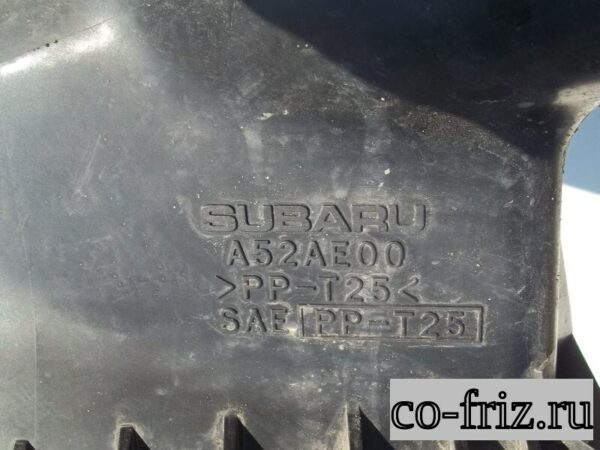 SUBARU
A52AE00
>PP-T25<
SAE PP-T25
co-friz.ru